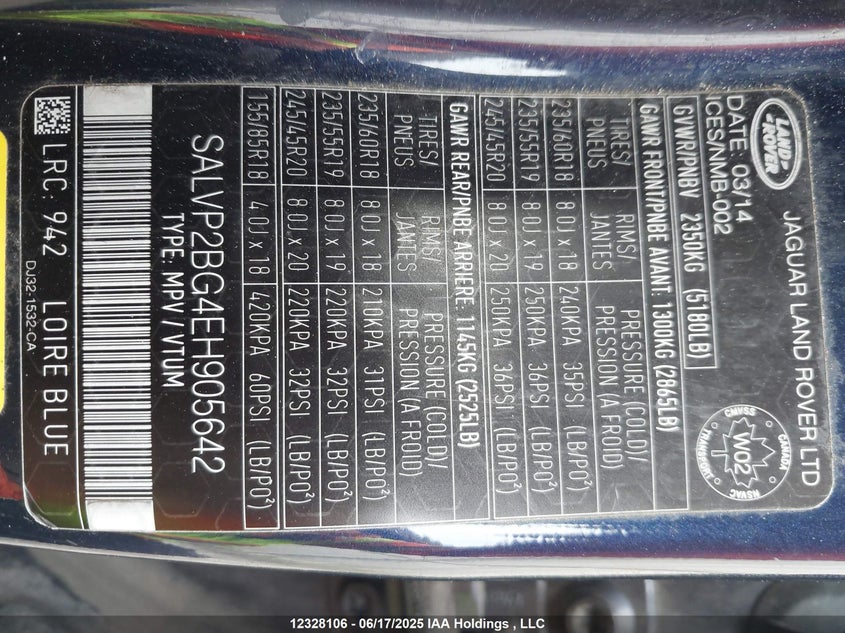 LAND-
ROVER
JAGUAR LAND ROVER LTD
DATE: 03/14
ICES/NMB-002
CMVSS
CANADA
TRANSPORT
NSVAC
W02
GVWR/PNBV 2350KG (5180LB)
GAWR FRONT/PNBE AVANT: 1300KG (2865LB)
TIRES/ RIMS/ PRESSURE (COLD)/
PNEUS JANTES PRESSION (A FROID)
235/60R18 8.0J x 18 240KPA 35PSI (LB/PO²)
235/55R19 8.0J x 19 250KPA 36PSI (LB/PO²)
245/45R20 8.0J x 20 250KPA 36PSI (LB/PO²)
GAWR REAR/PNBE ARRIERE: 1145KG (2525LB)
TIRES/ RIMS/ PRESSURE (COLD)/
PNEUS JANTES PRESSION (A FROID)
235/60R18 8.0J x 18 210KPA 31PSI (LB/PO²)
235/55R19 8.0J x 19 220KPA 32PSI (LB/PO²)
245/45R20 8.0J x 20 220KPA 32PSI (LB/PO²)
155/85R18 4.0J x 18 420KPA 60PSI (LB/PO²)
SALVP2BG4EH905642
TYPE: MPV / VTUM
LRC: 942 LOIRE BLUE
DJ32-1532-CA
12328106 - 06/17/2025 IAA Holdings , LLC